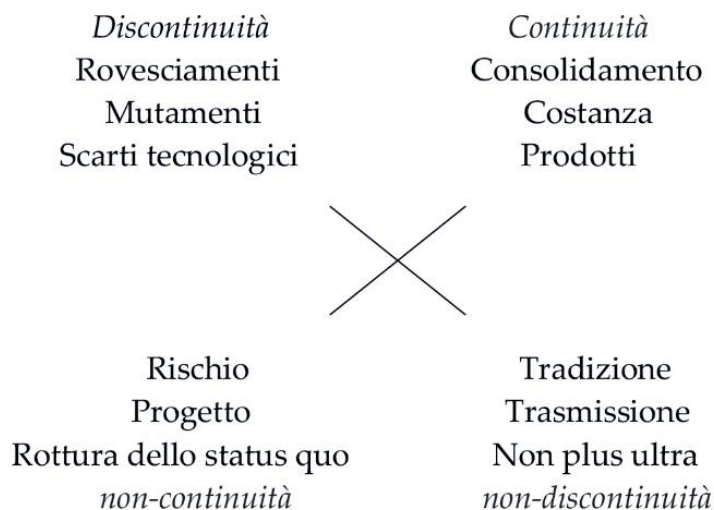 Discontinuità
Rovesciamenti
Mutamenti
Scarti tecnologici
Continuità
Consolidamento
Costanza
Prodotti
Rischio
Progetto
Rottura dello status quo
non-continuità
Tradizione
Trasmissione
Non plus ultra
non-discontinuità